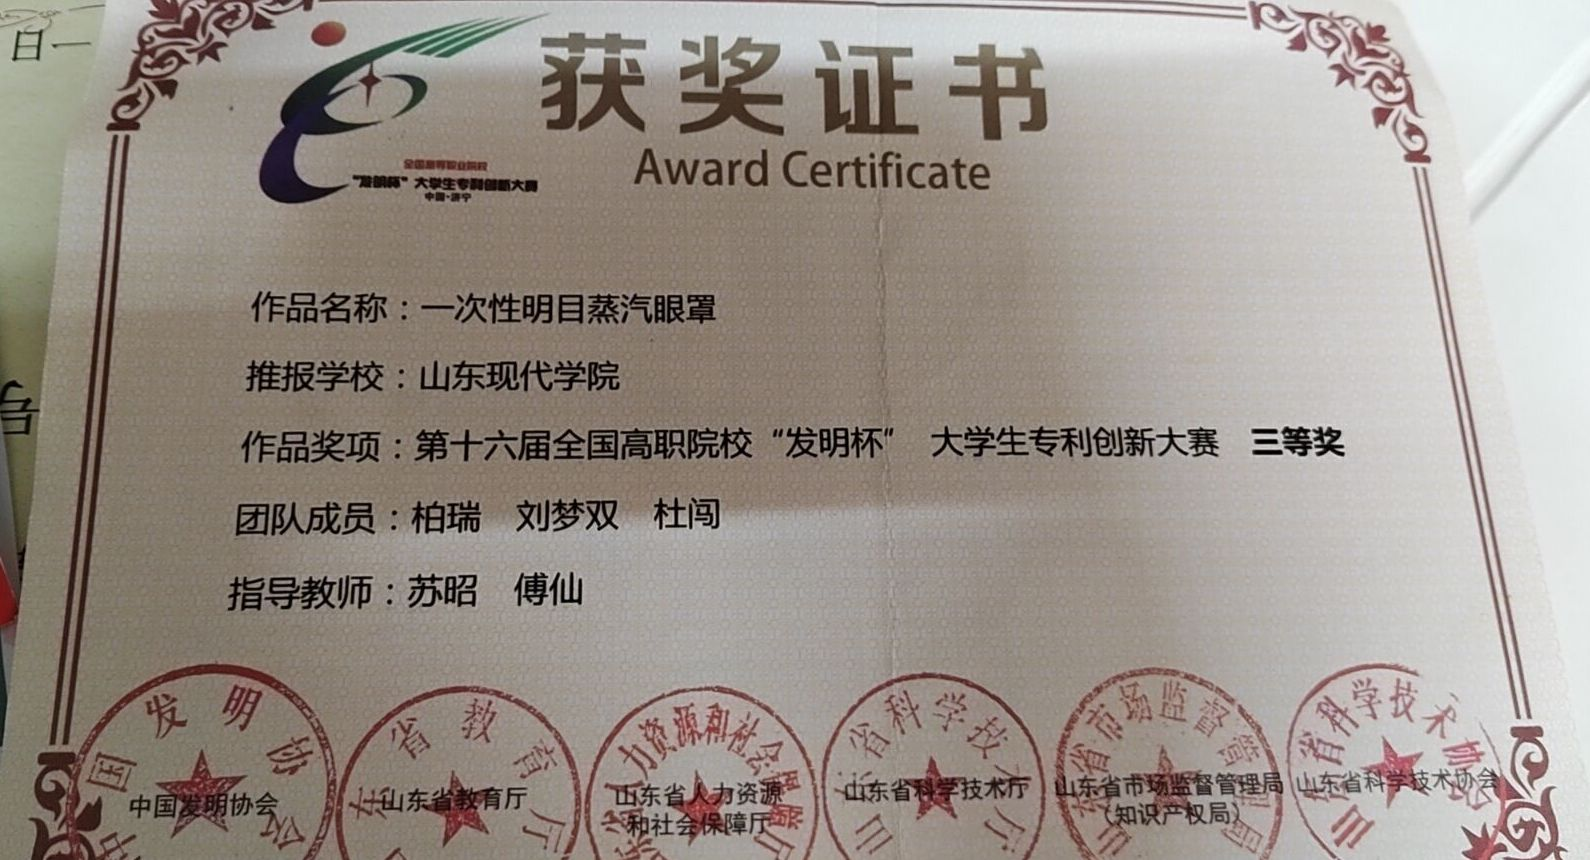 获奖证书
Award Certificate
全国高等职业院校
“发明杯”大学生专利创新大赛
中国·济宁
作品名称：一次性明目蒸汽眼罩
推报学校：山东现代学院
作品奖项：第十六届全国高职院校“发明杯” 大学生专利创新大赛 三等奖
团队成员：柏瑞 刘梦双 杜闯
指导教师：苏昭 傅仙
中国发明协会
山东省教育厅
山东省人力资源
和社会保障厅
山东省科学技术厅
山东省市场监督管理局
（知识产权局）
山东省科学技术协会